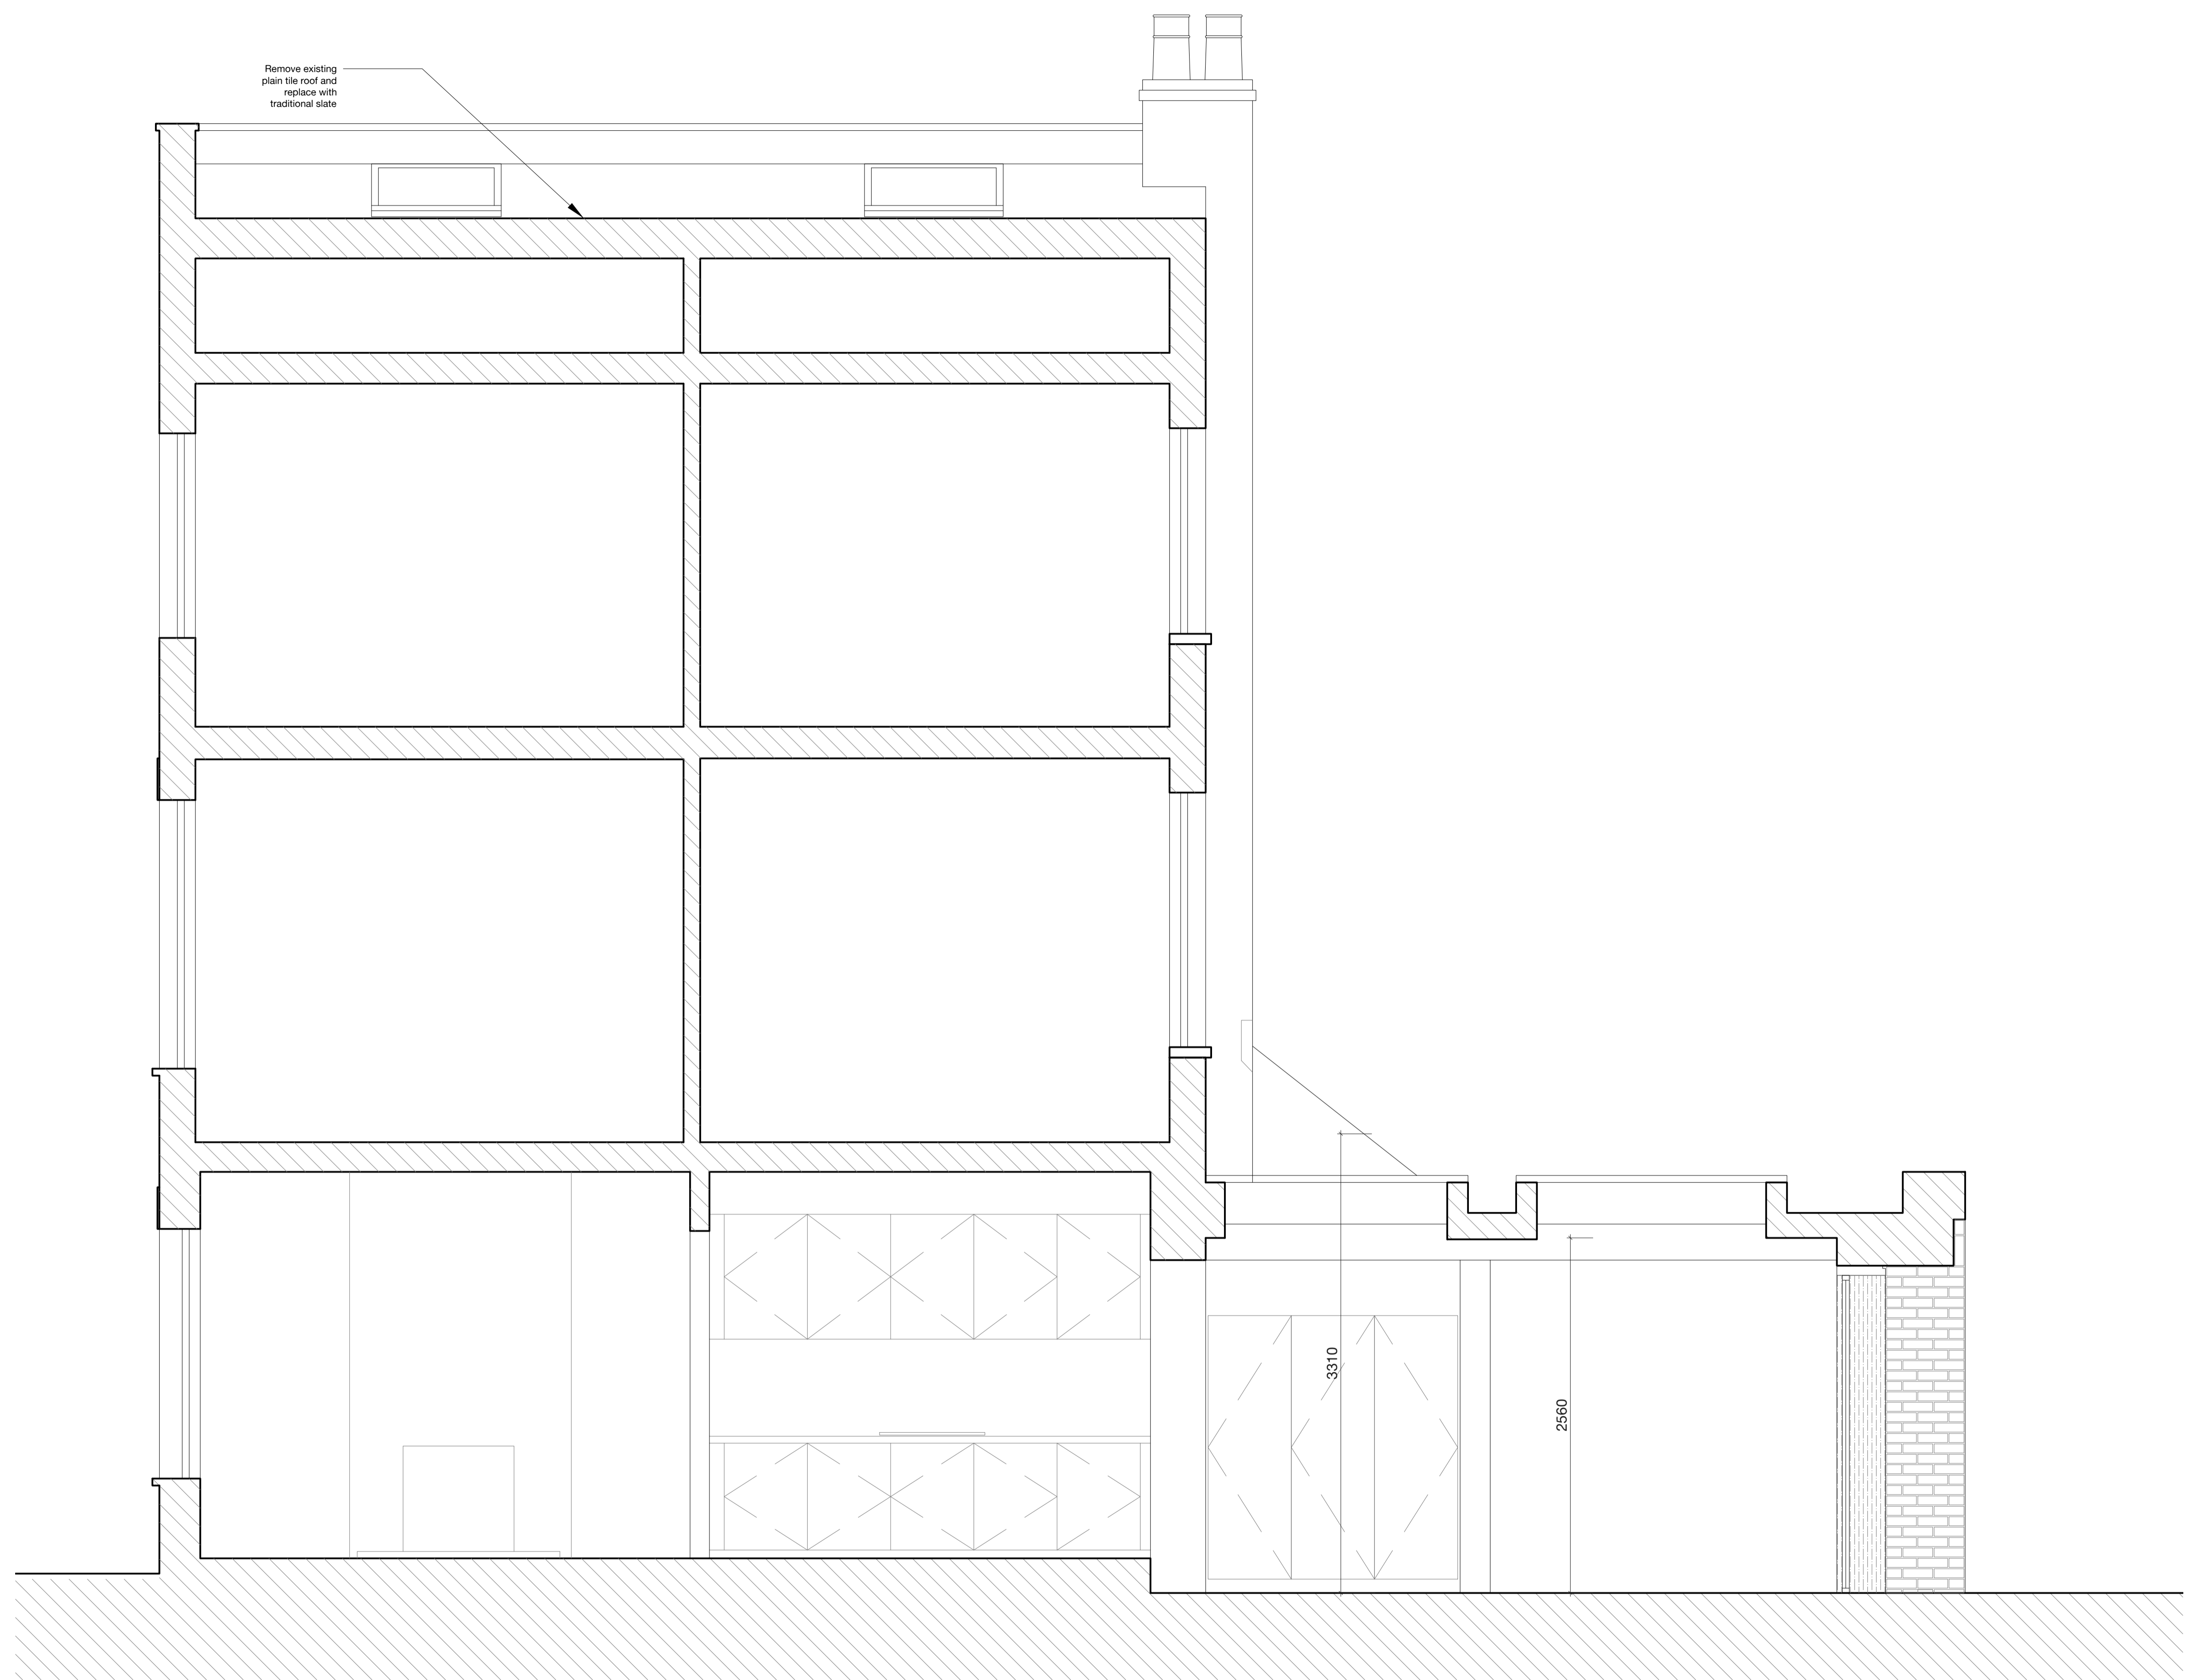 Remove existing
plain tile roof and
replace with
traditional slate
3310
2560